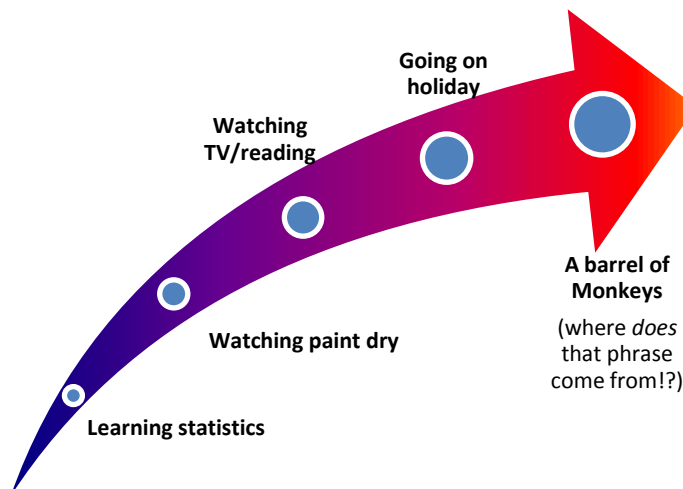 Going on
holiday
Watching
TV/reading
A barrel of
Monkeys
(where does
that phrase
come from!?)
Watching paint dry
Learning statistics